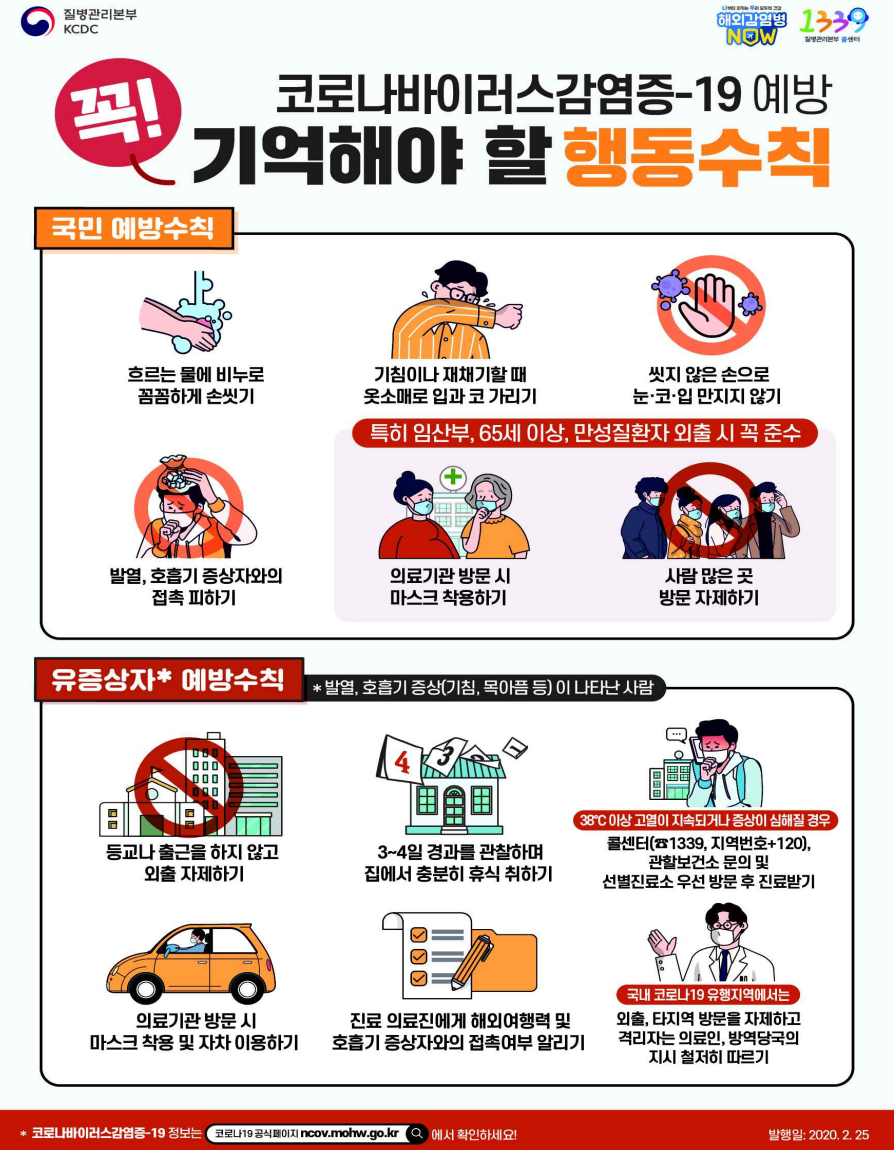 질병관리본부
KCDC
나부터 지키는 우리 모두의 건강
해외감염병
NOW
1339
질병관리본부 콜센터
꼭!
코로나바이러스감염증-19 예방
기억해야 할 행동수칙
국민 예방수칙
흐르는 물에 비누로
꼼꼼하게 손씻기
기침이나 재채기할 때
옷소매로 입과 코 가리기
씻지 않은 손으로
눈·코·입 만지지 않기
특히 임산부, 65세 이상, 만성질환자 외출 시 꼭 준수
발열, 호흡기 증상자와의
접촉 피하기
의료기관 방문 시
마스크 착용하기
사람 많은 곳
방문 자제하기
유증상자* 예방수칙
* 발열, 호흡기 증상(기침, 목아픔 등) 이 나타난 사람
등교나 출근을 하지 않고
외출 자제하기
4 3 2 1
3~4일 경과를 관찰하며
집에서 충분히 휴식 취하기
38℃ 이상 고열이 지속되거나 증상이 심해질 경우
콜센터(☎1339, 지역번호+120),
관할보건소 문의 및
선별진료소 우선 방문 후 진료받기
의료기관 방문 시
마스크 착용 및 자차 이용하기
진료 의료진에게 해외여행력 및
호흡기 증상자와의 접촉여부 알리기
국내 코로나19 유행지역에서는
외출, 타지역 방문을 자제하고
격리자는 의료인, 방역당국의
지시 철저히 따르기
* 코로나바이러스감염증-19 정보는 코로나19 공식페이지 ncov.mohw.go.kr 에서 확인하세요!
발행일: 2020. 2. 25